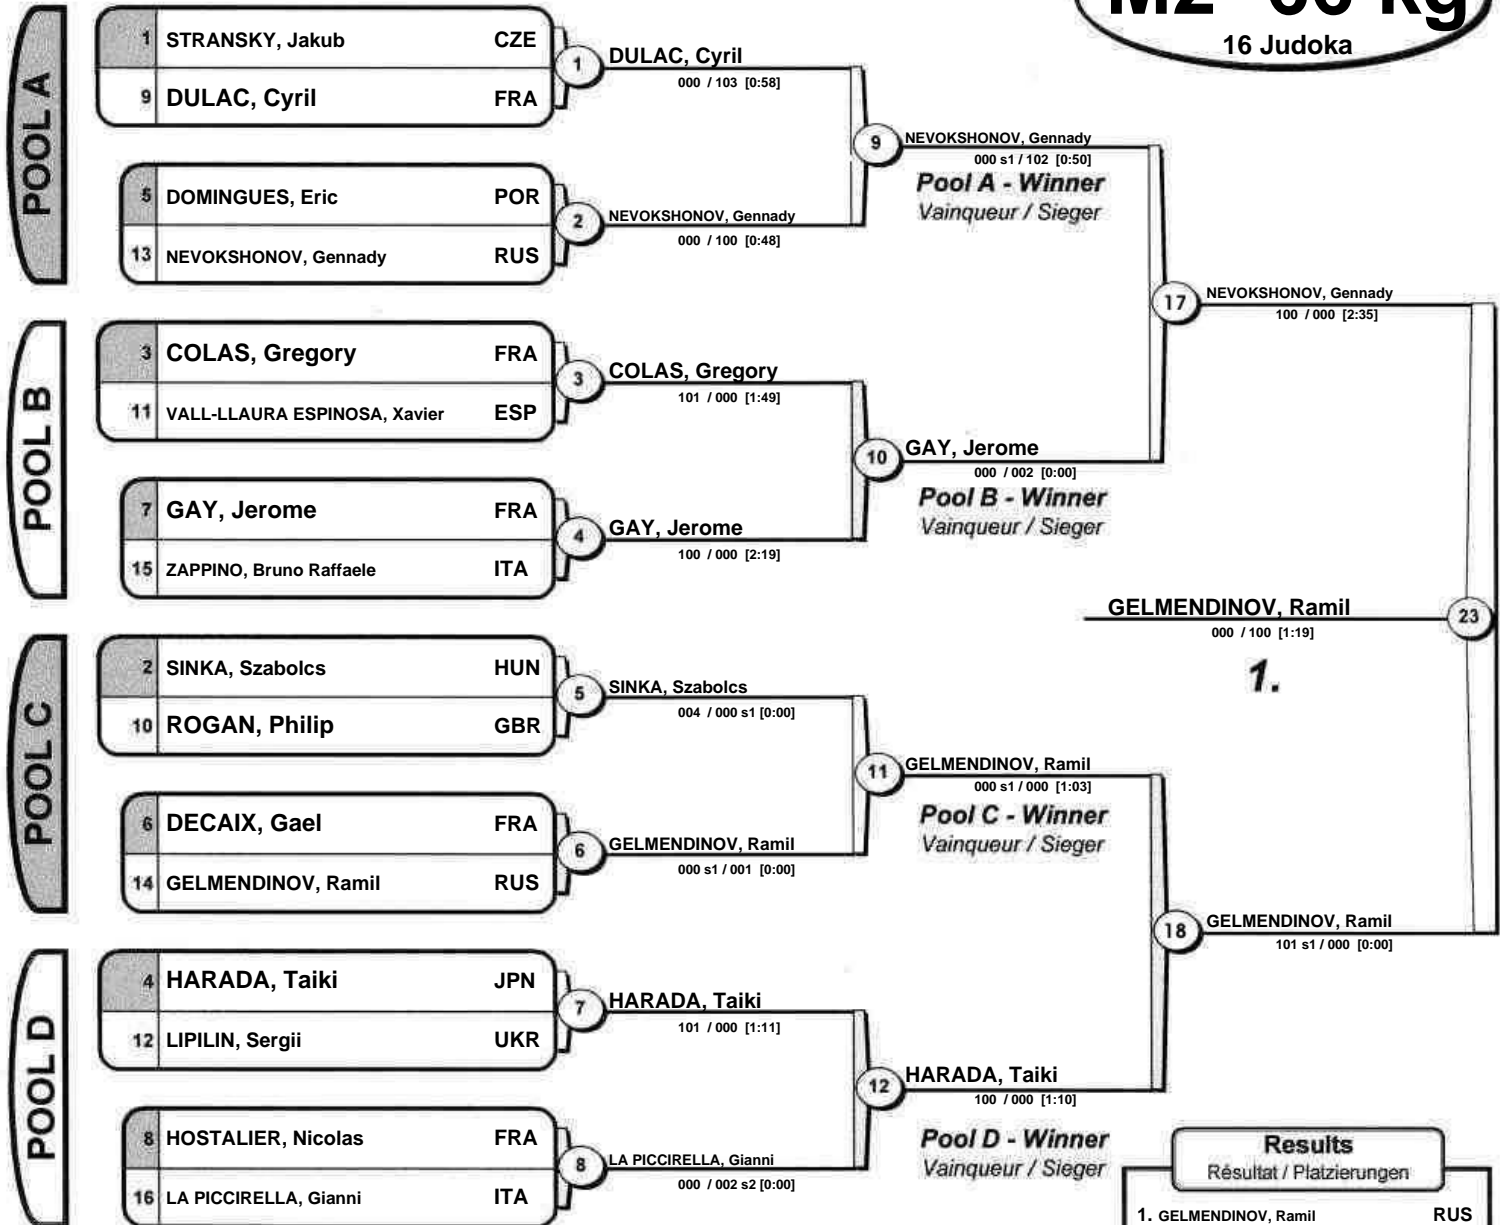 M2 -66 kg
16 Judoka
POOL A
1 STRANSKY, Jakub CZE
9 DULAC, Cyril FRA
1 DULAC, Cyril
000 / 103 [0:58]
5 DOMINGUES, Eric POR
13 NEVOKSHONOV, Gennady RUS
2 NEVOKSHONOV, Gennady
000 / 100 [0:48]
9 NEVOKSHONOV, Gennady
000 s1 / 102 [0:50]
Pool A - Winner
Vainqueur / Sieger
POOL B
3 COLAS, Gregory FRA
11 VALL-LLAURA ESPINOSA, Xavier ESP
3 COLAS, Gregory
101 / 000 [1:49]
7 GAY, Jerome FRA
15 ZAPPINO, Bruno Raffaele ITA
4 GAY, Jerome
100 / 000 [2:19]
10 GAY, Jerome
000 / 002 [0:00]
Pool B - Winner
Vainqueur / Sieger
17 NEVOKSHONOV, Gennady
100 / 000 [2:35]
GELMENDINOV, Ramil 23
000 / 100 [1:19]
1.
POOL C
2 SINKA, Szabolcs HUN
10 ROGAN, Philip GBR
5 SINKA, Szabolcs
004 / 000 s1 [0:00]
6 DECAIX, Gael FRA
14 GELMENDINOV, Ramil RUS
6 GELMENDINOV, Ramil
000 s1 / 001 [0:00]
11 GELMENDINOV, Ramil
000 s1 / 000 [1:03]
Pool C - Winner
Vainqueur / Sieger
18 GELMENDINOV, Ramil
101 s1 / 000 [0:00]
POOL D
4 HARADA, Taiki JPN
12 LIPILIN, Sergii UKR
7 HARADA, Taiki
101 / 000 [1:11]
8 HOSTALIER, Nicolas FRA
16 LA PICCIRELLA, Gianni ITA
8 LA PICCIRELLA, Gianni
000 / 002 s2 [0:00]
12 HARADA, Taiki
100 / 000 [1:10]
Pool D - Winner
Vainqueur / Sieger
Results
Résultat / Platzierungen
1. GELMENDINOV, Ramil RUS